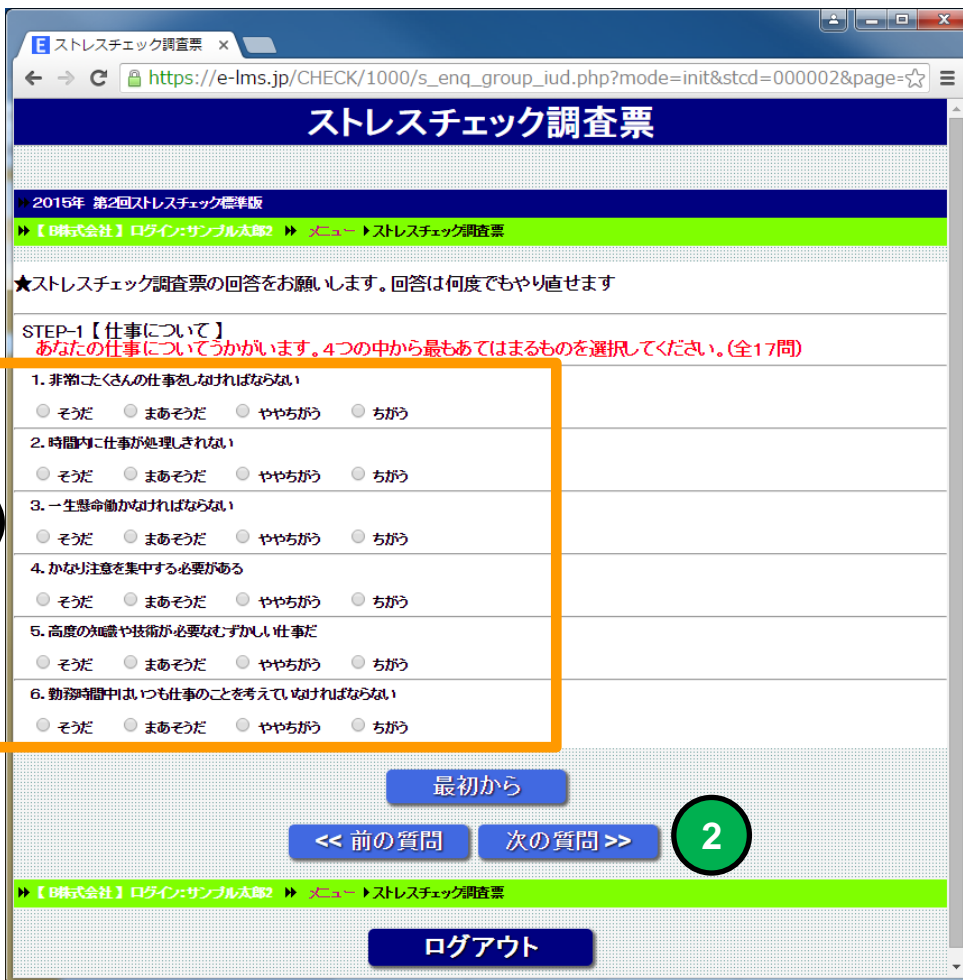 ストレスチェック調査票
https://e-lms.jp/CHECK/1000/s_enq_group_iud.php?mode=init&stcd=000002&page=
ストレスチェック調査票
2015年 第2回ストレスチェック標準版
【 B株式会社 】 ログイン:サンプル太郎2 メニュー ストレスチェック調査票
★ストレスチェック調査票の回答をお願いします。回答は何度でもやり直せます
STEP-1【 仕事について 】
あなたの仕事についてうかがいます。4つの中から最もあてはまるものを選択してください。(全17問)
1. 非常にたくさんの仕事をしなければならない
そうだ まあそうだ ややちがう ちがう
2. 時間内に仕事が処理しきれない
そうだ まあそうだ ややちがう ちがう
3. 一生懸命働かなければならない
そうだ まあそうだ ややちがう ちがう
4. かなり注意を集中する必要がある
そうだ まあそうだ ややちがう ちがう
5. 高度の知識や技術が必要なむずかしい仕事だ
そうだ まあそうだ ややちがう ちがう
6. 勤務時間中はいつも仕事のことを考えていなければならない
そうだ まあそうだ ややちがう ちがう
最初から
<< 前の質問 次の質問 >> 2
【 B株式会社 】 ログイン:サンプル太郎2 メニュー ストレスチェック調査票
ログアウト